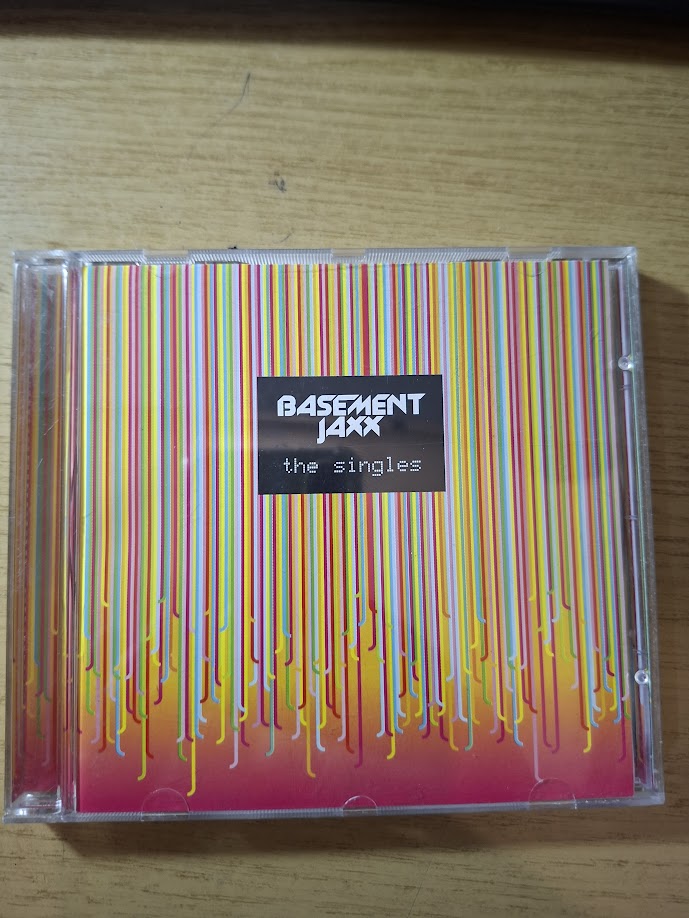 BASEMENT
JAXX
the singles